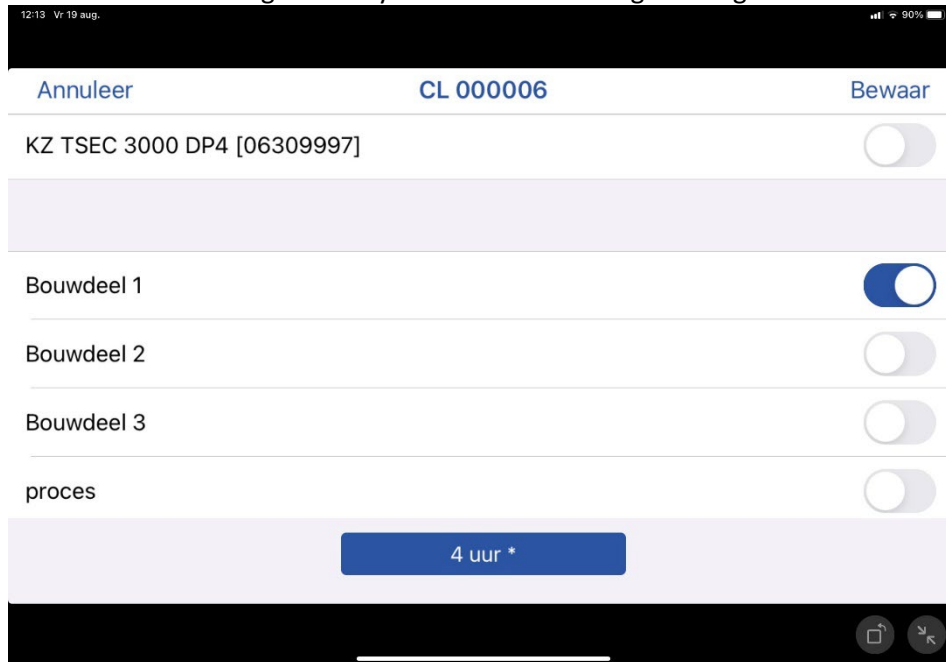 12:13 Vr 19 aug.
90%
Annuleer CL 000006 Bewaar
KZ TSEC 3000 DP4 [06309997]
Bouwdeel 1
Bouwdeel 2
Bouwdeel 3
proces
4 uur *